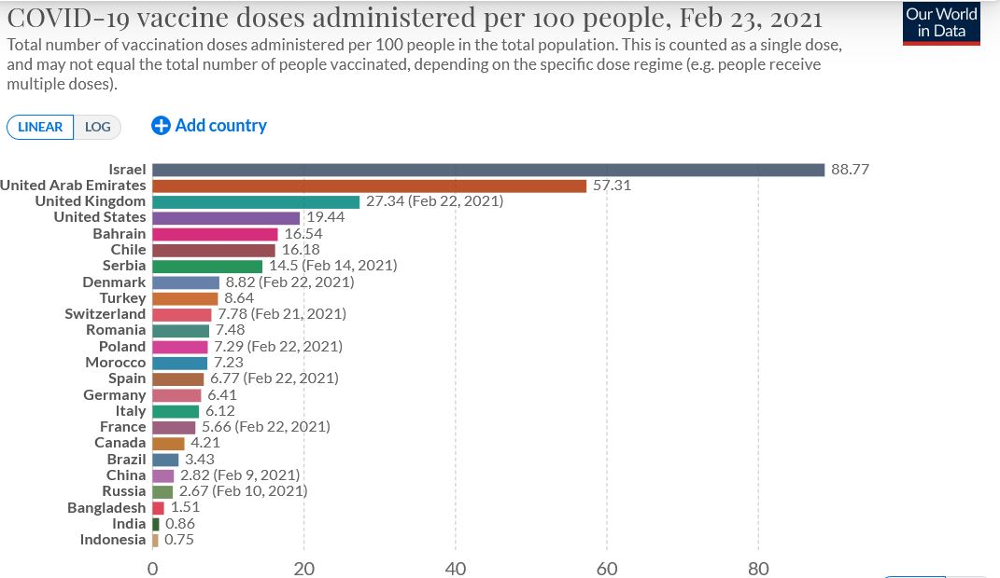 COVID-19 vaccine doses administered per 100 people, Feb 23, 2021
Our World
in Data
Total number of vaccination doses administered per 100 people in the total population. This is counted as a single dose,
and may not equal the total number of people vaccinated, depending on the specific dose regime (e.g. people receive
multiple doses).
LINEAR LOG Add country
Israel 88.77
United Arab Emirates 57.31
United Kingdom 27.34 (Feb 22, 2021)
United States 19.44
Bahrain 16.54
Chile 16.18
Serbia 14.5 (Feb 14, 2021)
Denmark 8.82 (Feb 22, 2021)
Turkey 8.64
Switzerland 7.78 (Feb 21, 2021)
Romania 7.48
Poland 7.29 (Feb 22, 2021)
Morocco 7.23
Spain 6.77 (Feb 22, 2021)
Germany 6.41
Italy 6.12
France 5.66 (Feb 22, 2021)
Canada 4.21
Brazil 3.43
China 2.82 (Feb 9, 2021)
Russia 2.67 (Feb 10, 2021)
Bangladesh 1.51
India 0.86
Indonesia 0.75
0 20 40 60 80